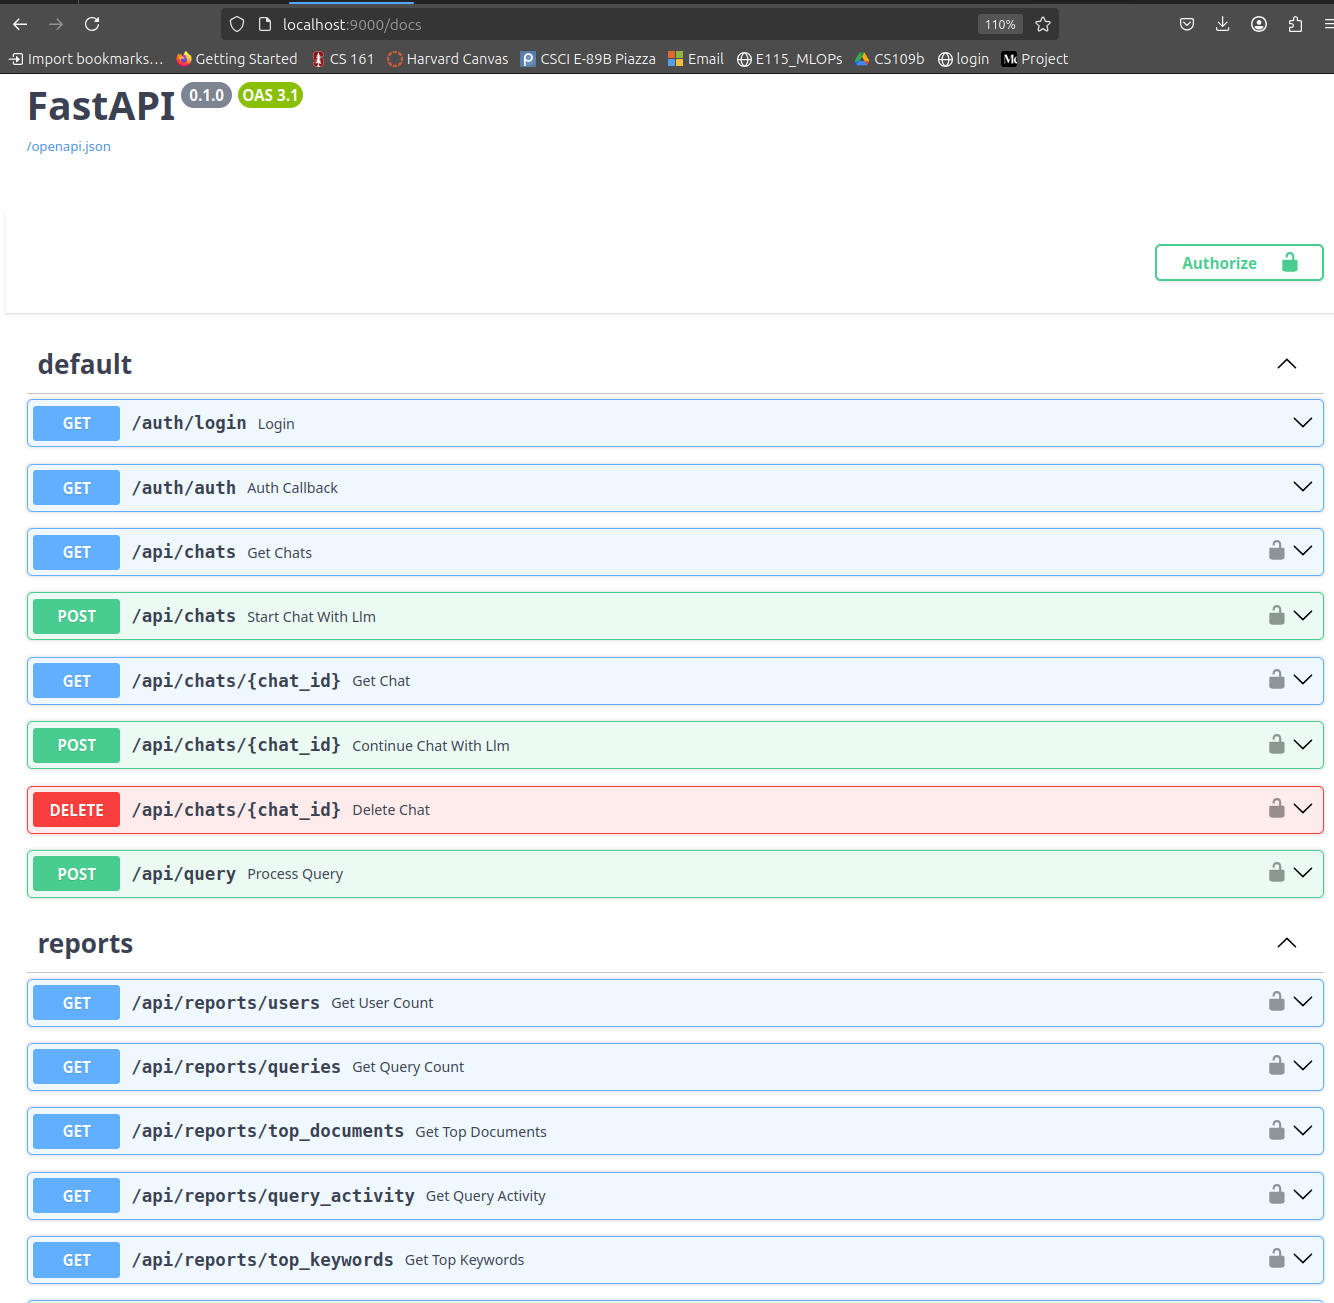 localhost:9000/docs 110%
Import bookmarks... Getting Started CS 161 Harvard Canvas CSCI E-89B Piazza Email E115_MLOPs CS109b login Project
FastAPI 0.1.0 OAS 3.1
/openapi.json
Authorize
default
GET /auth/login Login
GET /auth/auth Auth Callback
GET /api/chats Get Chats
POST /api/chats Start Chat With Llm
GET /api/chats/{chat_id} Get Chat
POST /api/chats/{chat_id} Continue Chat With Llm
DELETE /api/chats/{chat_id} Delete Chat
POST /api/query Process Query
reports
GET /api/reports/users Get User Count
GET /api/reports/queries Get Query Count
GET /api/reports/top_documents Get Top Documents
GET /api/reports/query_activity Get Query Activity
GET /api/reports/top_keywords Get Top Keywords